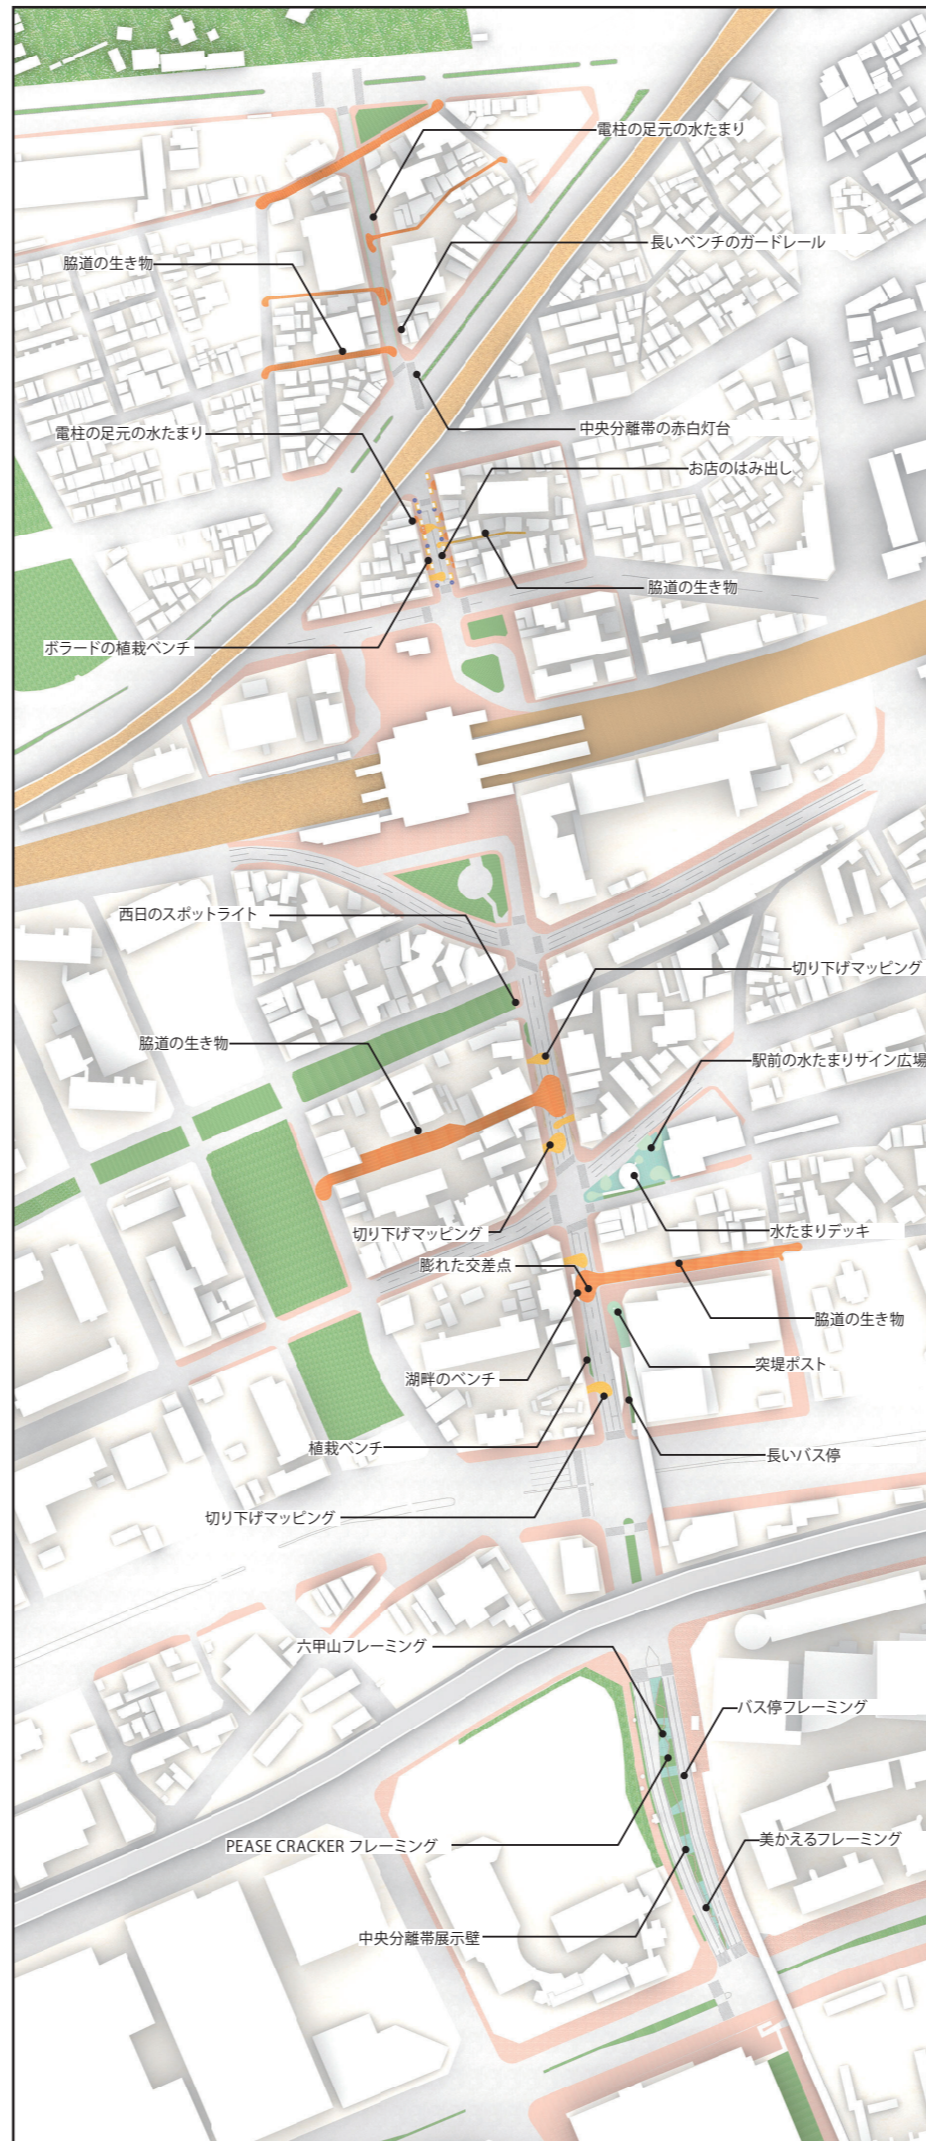 電柱の足元の水たまり
長いベンチのガードレール
脇道の生き物
中央分離帯の赤白灯台
電柱の足元の水たまり
お店のはみ出し
脇道の生き物
ボラードの植栽ベンチ
西日のスポットライト
切り下げマッピング
脇道の生き物
駅前の水たまりサイン広場
切り下げマッピング
水たまりデッキ
膨れた交差点
脇道の生き物
突堤ポスト
湖畔のベンチ
植栽ベンチ
長いバス停
切り下げマッピング
六甲山フレーミング
バス停フレーミング
PEASE CRACKER フレーミング
美かえるフレーミング
中央分離帯展示壁